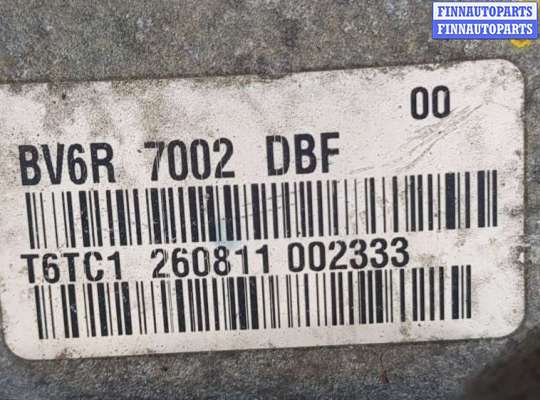 FINNAUTOPARTS
FINNAUTOPARTS
00
BV6R 7002 DBF
T6TC1 260811 002333